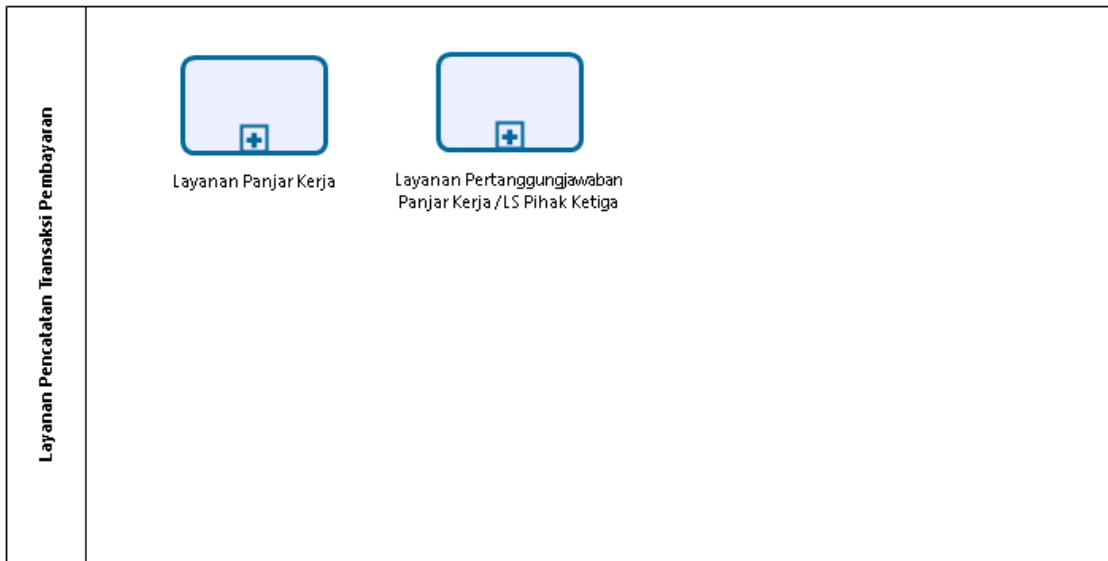 Layanan Pencatatan Transaksi Pembayaran
Layanan Panjar Kerja
Layanan Pertanggungjawaban
Panjar Kerja / LS Pihak Ketiga